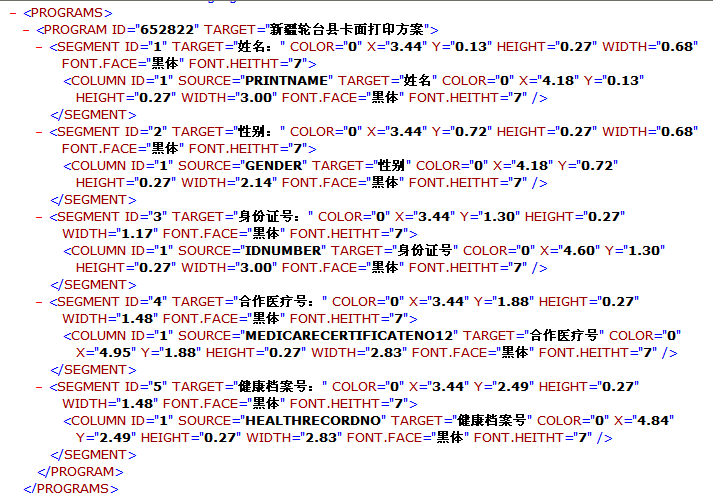 - <PROGRAMS>
- <PROGRAM ID="652822" TARGET="新疆轮台县卡面打印方案">
- <SEGMENT ID="1" TARGET="姓名：" COLOR="0" X="3.44" Y="0.13" HEIGHT="0.27" WIDTH="0.68"
FONT.FACE="黑体" FONT.HEITHT="7">
<COLUMN ID="1" SOURCE="PRINTNAME" TARGET="姓名" COLOR="0" X="4.18" Y="0.13"
HEIGHT="0.27" WIDTH="3.00" FONT.FACE="黑体" FONT.HEITHT="7" />
</SEGMENT>
- <SEGMENT ID="2" TARGET="性别：" COLOR="0" X="3.44" Y="0.72" HEIGHT="0.27" WIDTH="0.68"
FONT.FACE="黑体" FONT.HEITHT="7">
<COLUMN ID="1" SOURCE="GENDER" TARGET="性别" COLOR="0" X="4.18" Y="0.72"
HEIGHT="0.27" WIDTH="2.14" FONT.FACE="黑体" FONT.HEITHT="7" />
</SEGMENT>
- <SEGMENT ID="3" TARGET="身份证号：" COLOR="0" X="3.44" Y="1.30" HEIGHT="0.27"
WIDTH="1.17" FONT.FACE="黑体" FONT.HEITHT="7">
<COLUMN ID="1" SOURCE="IDNUMBER" TARGET="身份证号" COLOR="0" X="4.60" Y="1.30"
HEIGHT="0.27" WIDTH="3.00" FONT.FACE="黑体" FONT.HEITHT="7" />
</SEGMENT>
- <SEGMENT ID="4" TARGET="合作医疗号：" COLOR="0" X="3.44" Y="1.88" HEIGHT="0.27"
WIDTH="1.48" FONT.FACE="黑体" FONT.HEITHT="7">
<COLUMN ID="1" SOURCE="MEDICARECERTIFICATENO12" TARGET="合作医疗号" COLOR="0"
X="4.95" Y="1.88" HEIGHT="0.27" WIDTH="2.83" FONT.FACE="黑体" FONT.HEITHT="7" />
</SEGMENT>
- <SEGMENT ID="5" TARGET="健康档案号：" COLOR="0" X="3.44" Y="2.49" HEIGHT="0.27"
WIDTH="1.48" FONT.FACE="黑体" FONT.HEITHT="7">
<COLUMN ID="1" SOURCE="HEALTHRECORDNO" TARGET="健康档案号" COLOR="0" X="4.84"
Y="2.49" HEIGHT="0.27" WIDTH="2.83" FONT.FACE="黑体" FONT.HEITHT="7" />
</SEGMENT>
</PROGRAM>
</PROGRAMS>